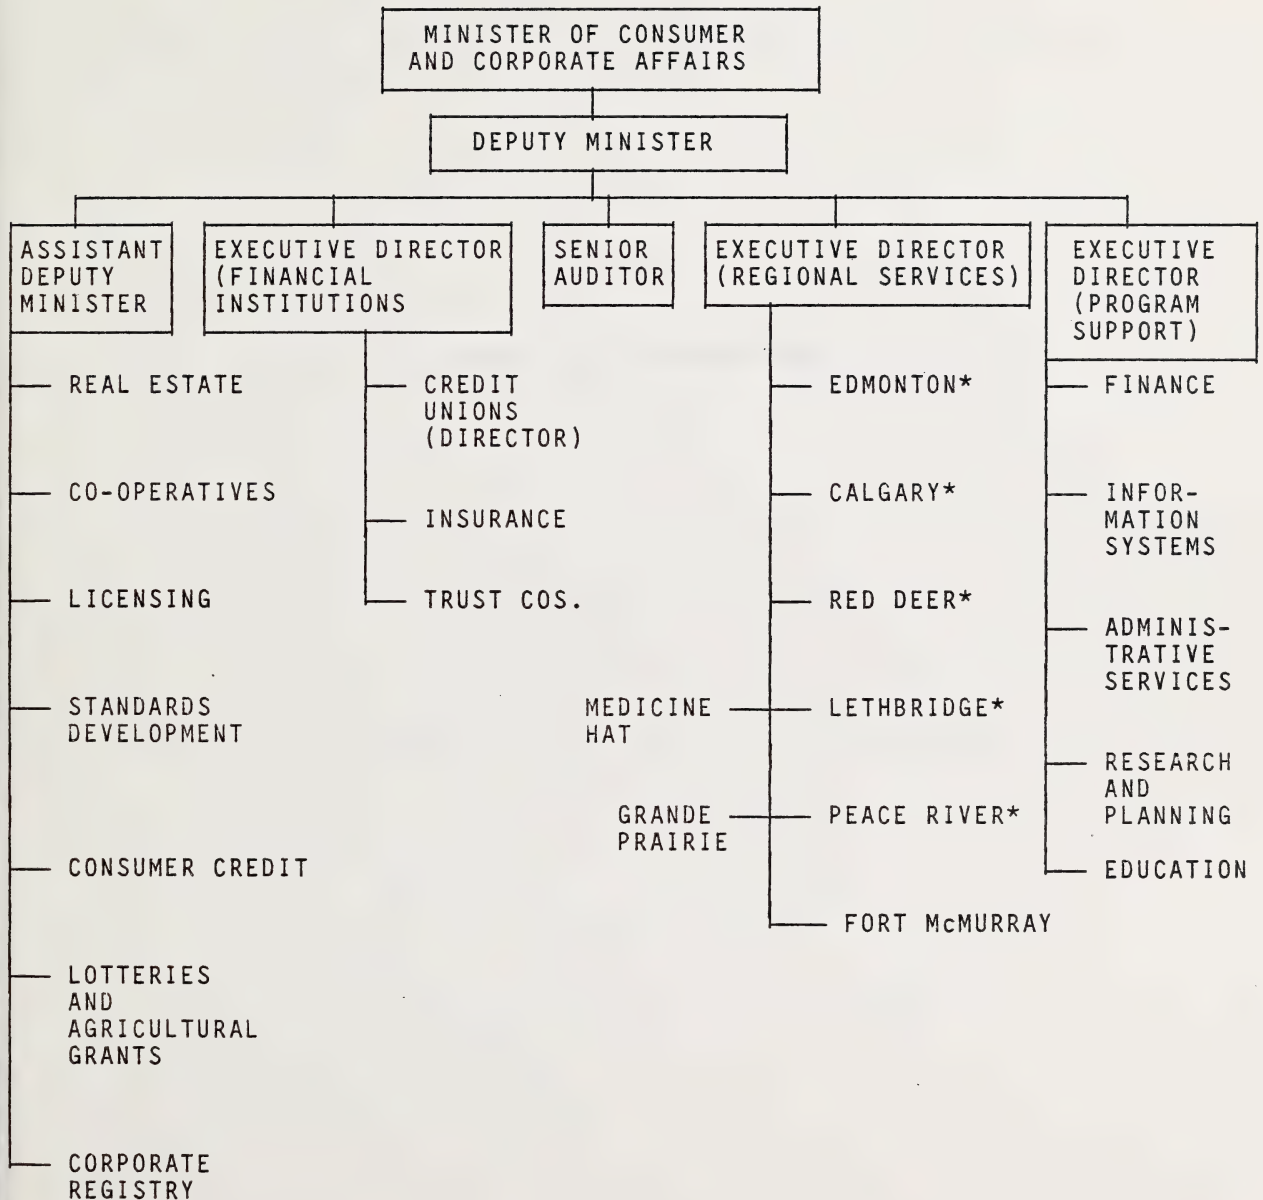 MINISTER OF CONSUMER
AND CORPORATE AFFAIRS
DEPUTY MINISTER
ASSISTANT
DEPUTY
MINISTER
EXECUTIVE DIRECTOR
(FINANCIAL
INSTITUTIONS
SENIOR
AUDITOR
EXECUTIVE DIRECTOR
(REGIONAL SERVICES)
EXECUTIVE
DIRECTOR
(PROGRAM
SUPPORT)
REAL ESTATE
CO-OPERATIVES
LICENSING
STANDARDS
DEVELOPMENT
CONSUMER CREDIT
LOTTERIES
AND
AGRICULTURAL
GRANTS
CORPORATE
REGISTRY
CREDIT
UNIONS
(DIRECTOR)
INSURANCE
TRUST COS.
EDMONTON*
CALGARY*
RED DEER*
MEDICINE
HAT
LETHBRIDGE*
GRANDE
PRAIRIE
PEACE RIVER*
FORT McMURRAY
FINANCE
INFOR-
MATION
SYSTEMS
ADMINIS-
TRATIVE
SERVICES
RESEARCH
AND
PLANNING
EDUCATION